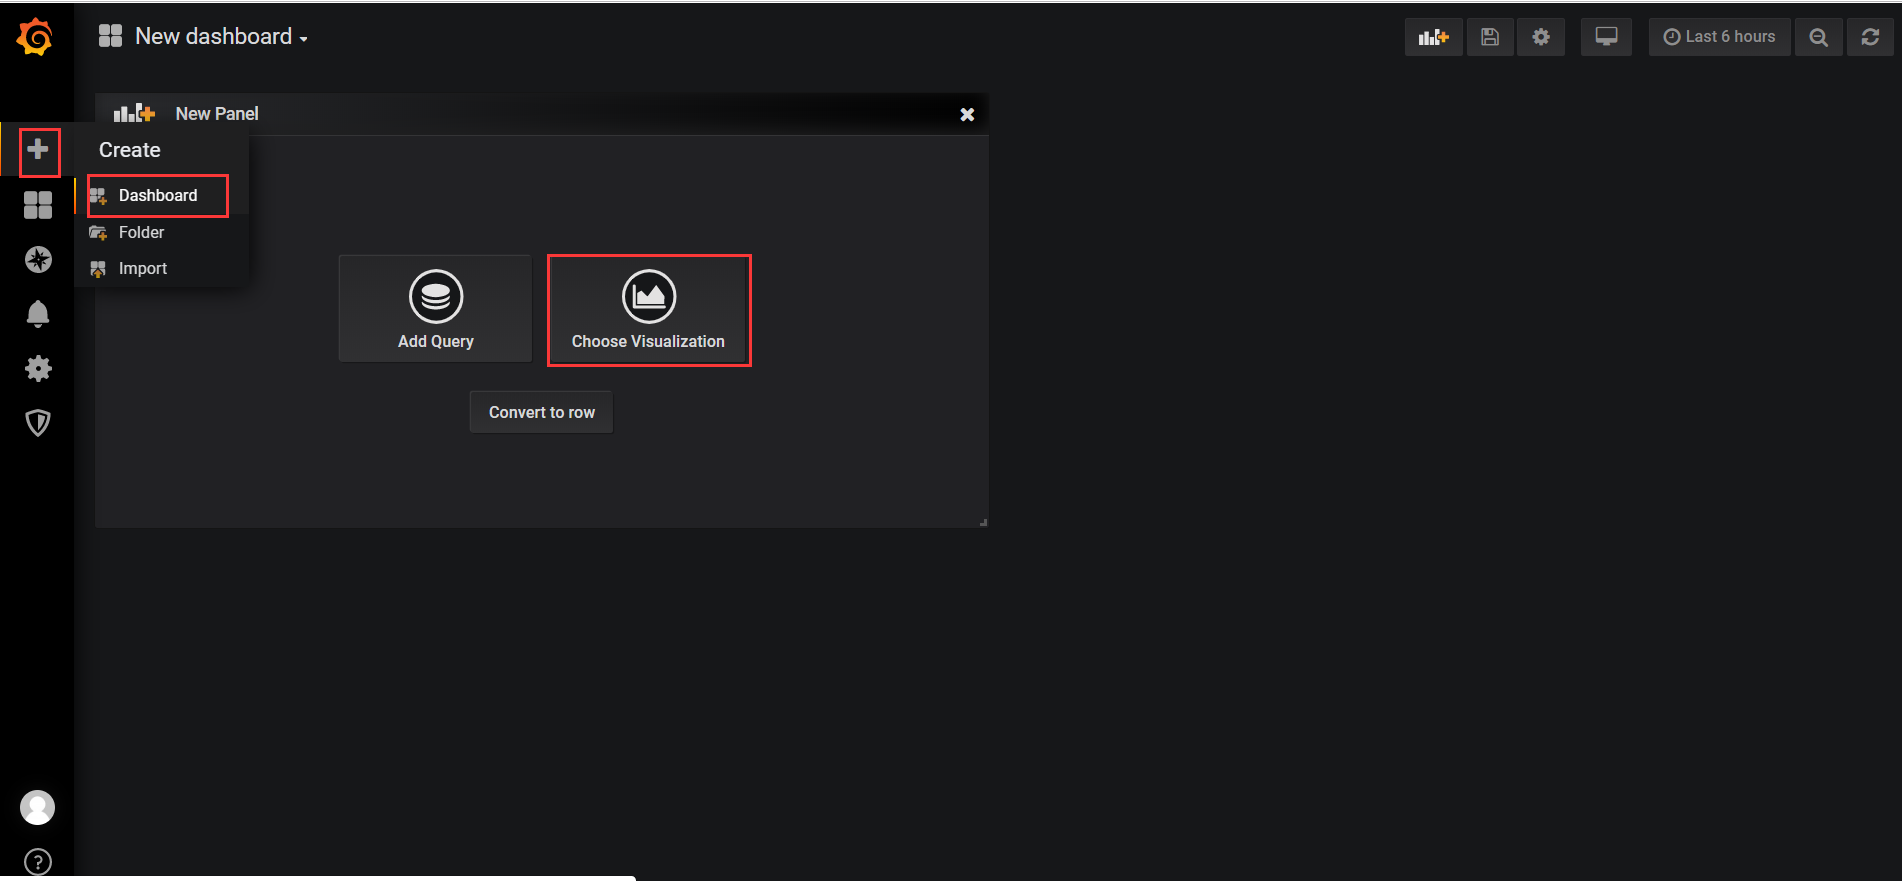 New dashboard
Last 6 hours
New Panel
Create
Dashboard
Folder
Import
Add Query
Choose Visualization
Convert to row
?